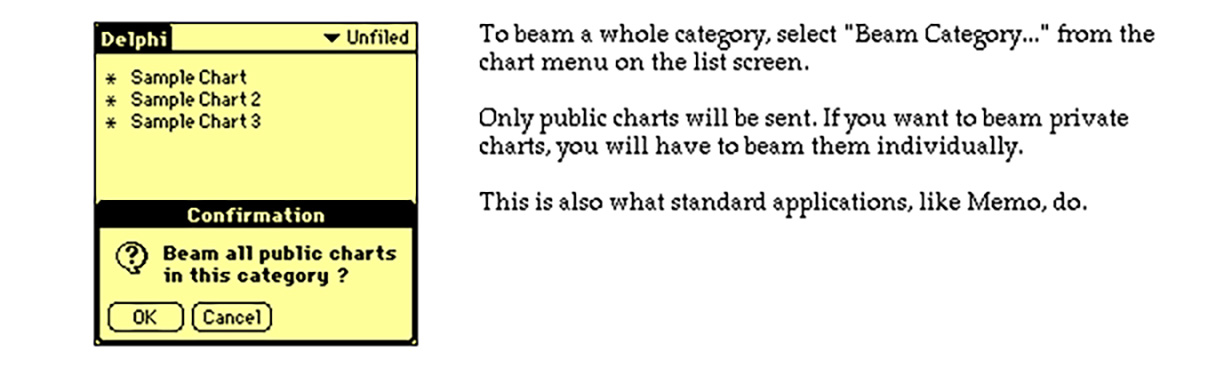 Delphi Unfiled
* Sample Chart
* Sample Chart 2
* Sample Chart 3
Confirmation
Beam all public charts
in this category ?
OK Cancel
To beam a whole category, select "Beam Category..." from the
chart menu on the list screen.
Only public charts will be sent. If you want to beam private
charts, you will have to beam them individually.
This is also what standard applications, like Memo, do.